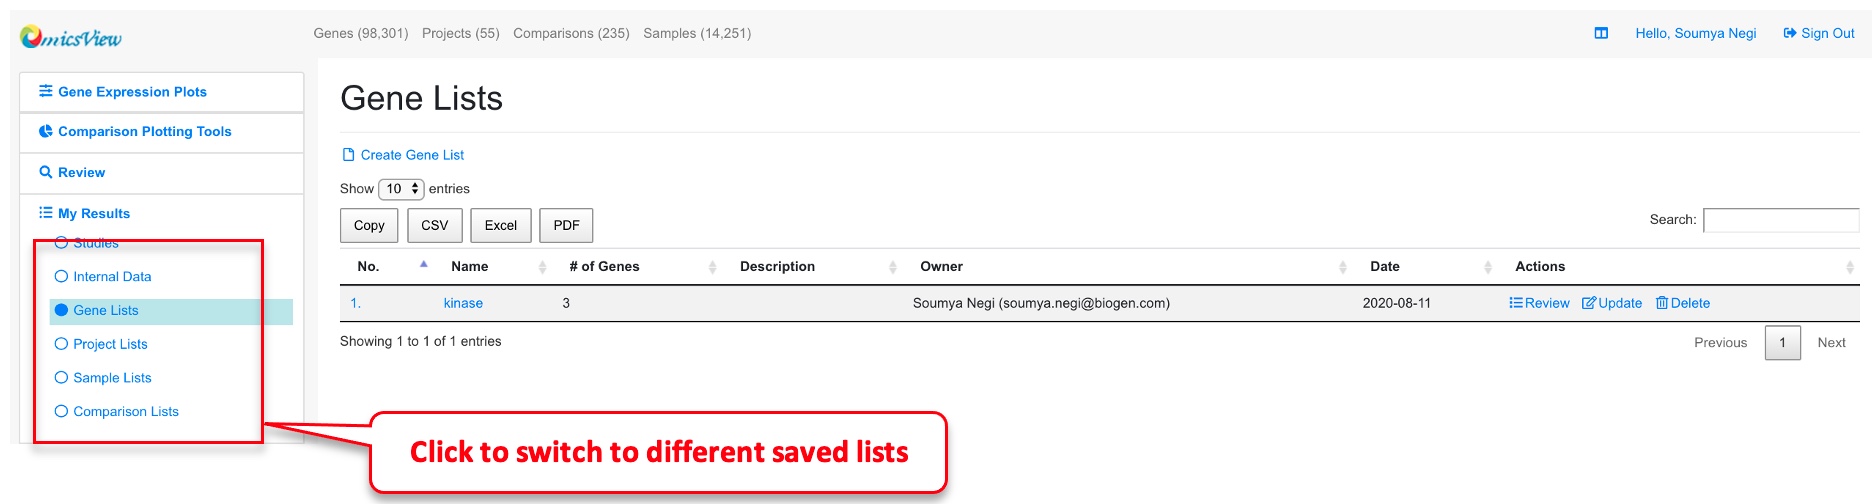 OmicsView
Genes (98,301) Projects (55) Comparisons (235) Samples (14,251)
Hello, Soumya Negi Sign Out
Gene Expression Plots
Comparison Plotting Tools
Review
My Results
Studies
Internal Data
Gene Lists
Project Lists
Sample Lists
Comparison Lists
Gene Lists
Create Gene List
Show 10 entries
Copy CSV Excel PDF
Search:
No. Name # of Genes Description Owner Date Actions
1. kinase 3 Soumya Negi (soumya.negi@biogen.com) 2020-08-11 Review Update Delete
Showing 1 to 1 of 1 entries
Previous 1 Next
Click to switch to different saved lists